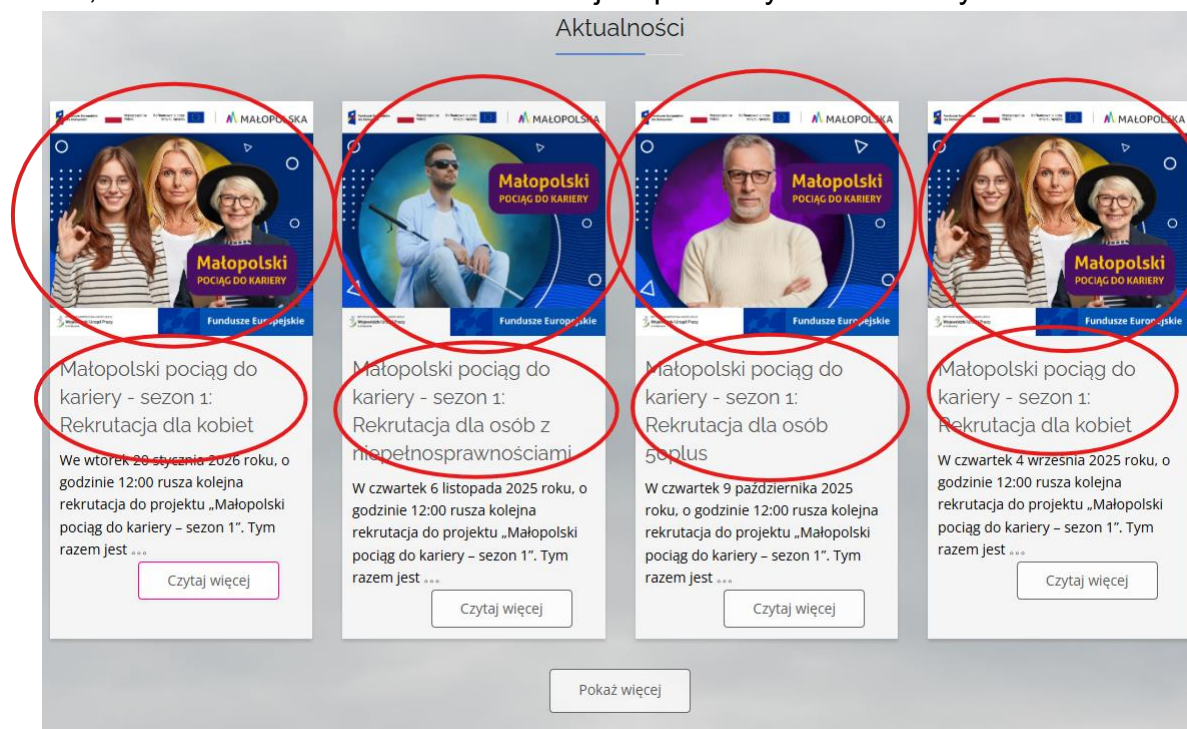 Aktualności
MAŁOPOLSKA
Małopolski
POCIĄG DO KARIERY
Fundusze Europejskie
Małopolski pociąg do
kariery - sezon 1:
Rekrutacja dla kobiet
We wtorek 20 stycznia 2026 roku, o
godzinie 12:00 rusza kolejna
rekrutacja do projektu „Małopolski
pociąg do kariery – sezon 1”. Tym
razem jest ...
Czytaj więcej
MAŁOPOLSKA
Małopolski
POCIĄG DO KARIERY
Fundusze Europejskie
Małopolski pociąg do
kariery - sezon 1:
Rekrutacja dla osób z
niepełnosprawnościami
W czwartek 6 listopada 2025 roku, o
godzinie 12:00 rusza kolejna
rekrutacja do projektu „Małopolski
pociąg do kariery – sezon 1”. Tym
razem jest ...
Czytaj więcej
MAŁOPOLSKA
Małopolski
POCIĄG DO KARIERY
Fundusze Europejskie
Małopolski pociąg do
kariery - sezon 1:
Rekrutacja dla osób
50plus
W czwartek 9 października 2025
roku, o godzinie 12:00 rusza kolejna
rekrutacja do projektu „Małopolski
pociąg do kariery – sezon 1”. Tym
razem jest ...
Czytaj więcej
MAŁOPOLSKA
Małopolski
POCIĄG DO KARIERY
Fundusze Europejskie
Małopolski pociąg do
kariery - sezon 1:
Rekrutacja dla kobiet
W czwartek 4 września 2025 roku, o
godzinie 12:00 rusza kolejna
rekrutacja do projektu „Małopolski
pociąg do kariery – sezon 1”. Tym
razem jest ...
Czytaj więcej
Pokaż więcej